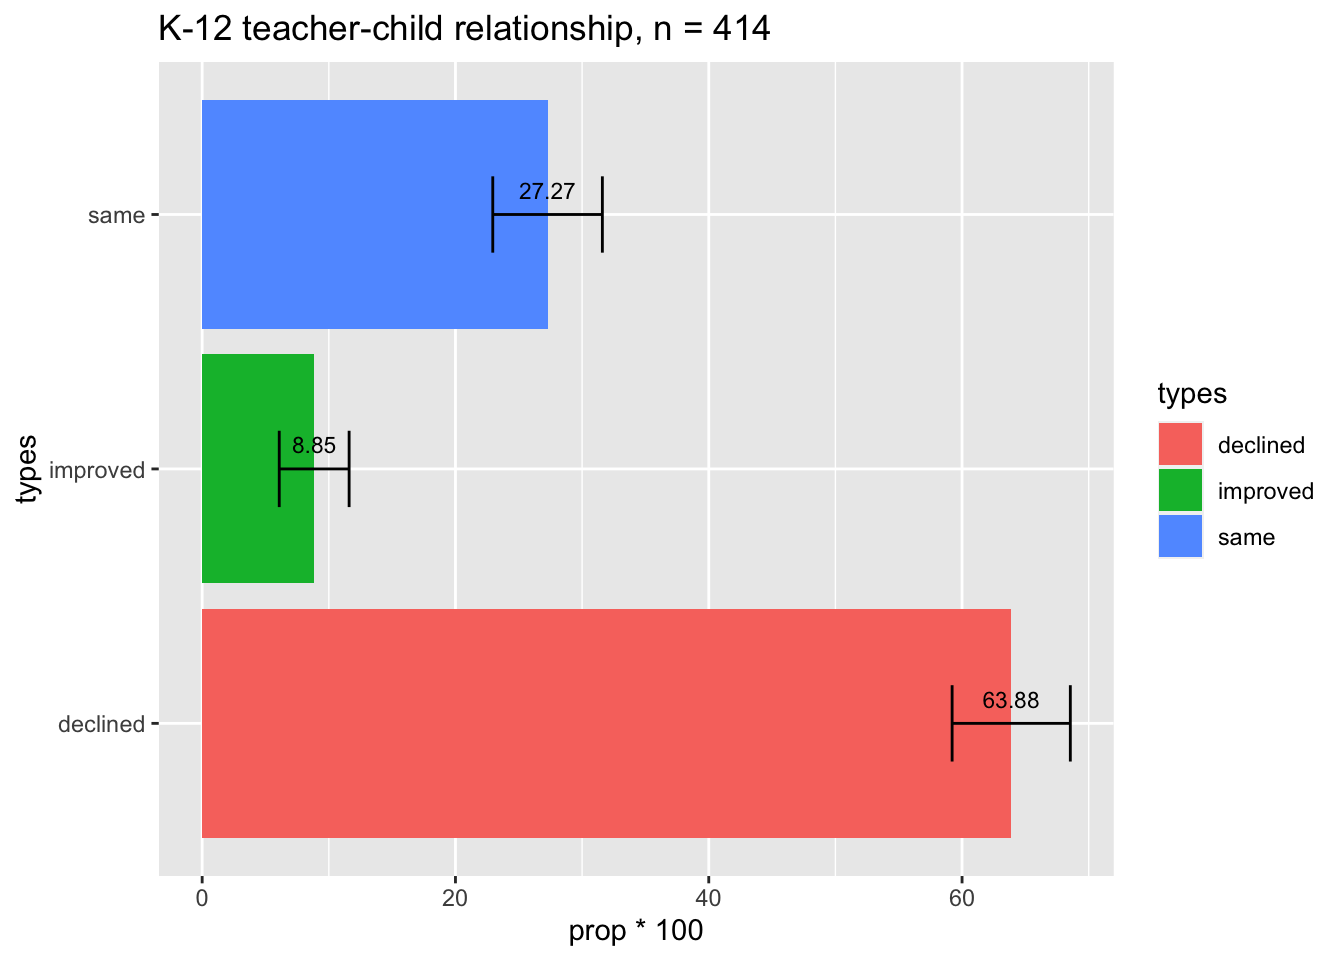 K-12 teacher-child relationship, n = 414
types
same
improved
declined
27.27
8.85
63.88
0
20
40
60
prop * 100
types
declined
improved
same